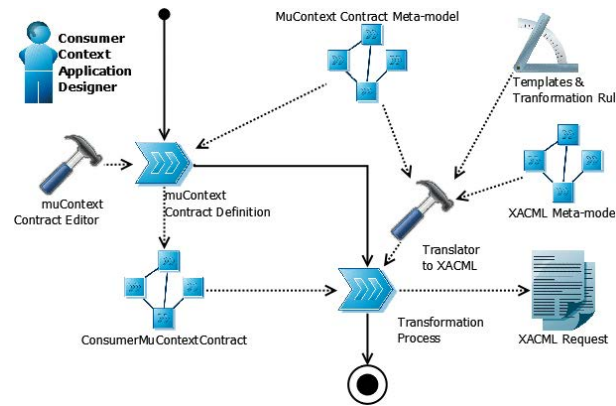 Consumer
Context
Application
Designer
MuContext Contract Meta-model
Templates &
Tranformation Rul
muContext
Contract Editor
muContext
Contract Definition
XACML Meta-model
Translator
to XACML
ConsumerMuContextContract
Transformation
Process
XACML Request